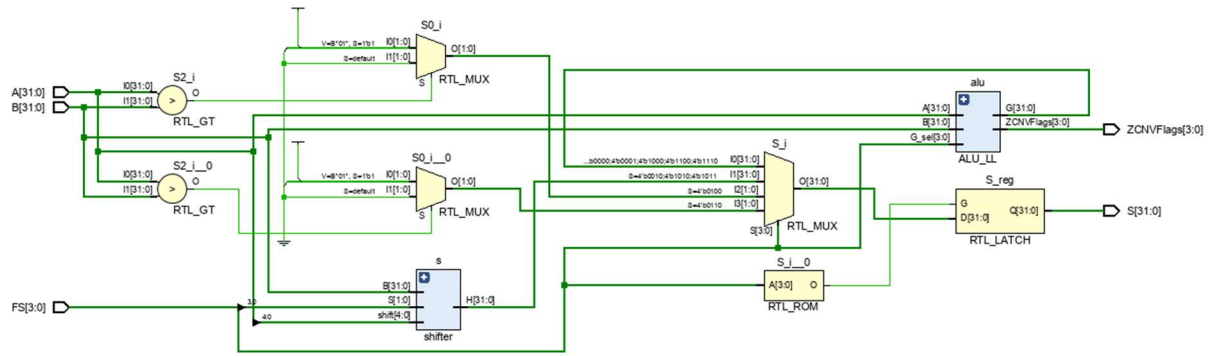 S0_i
V=B"01", S=1'b1 I0[1:0]
S=default I1[1:0]
O[1:0]
S
RTL_MUX
A[31:0]
B[31:0]
S2_i
I0[31:0]
I1[31:0]
O
>
RTL_GT
alu
A[31:0]
B[31:0]
G_sel[3:0]
G[31:0]
ZCNVFlags[3:0]
ALU_LL
ZCNVFlags[3:0]
S2_i__0
I0[31:0]
I1[31:0]
O
>
RTL_GT
S0_i__0
V=B"01", S=1'b1 I0[1:0]
S=default I1[1:0]
O[1:0]
S
RTL_MUX
S_i
...b0000;4'b0001;4'b1000;4'b1100;4'b1110 I0[31:0]
S=4'b0010;4'b1010;4'b1011 I1[31:0]
S=4'b0100 I2[1:0]
S=4'b0110 I3[1:0]
O[31:0]
S[3:0]
RTL_MUX
S_reg
G
D[31:0]
Q[31:0]
RTL_LATCH
S[31:0]
s
B[31:0]
S[1:0]
shift[4:0]
H[31:0]
shifter
S_i__0
A[3:0]
O
RTL_ROM
FS[3:0]
4:0